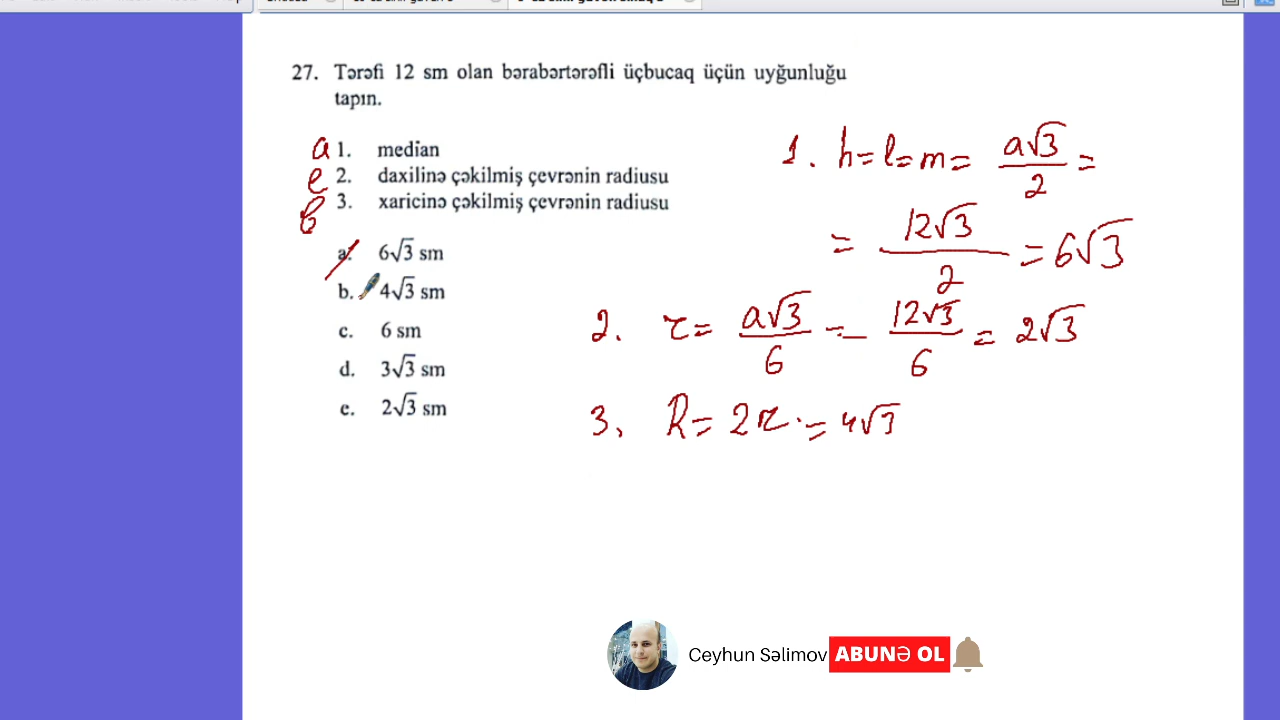 27. Tərəfi 12 sm olan bərabərtərəfli üçbucaq üçün uyğunluğu
tapın.
a 1. median
e 2. daxilinə çəkilmiş çevrənin radiusu
b 3. xaricinə çəkilmiş çevrənin radiusu
a. 6√3 sm
b. 4√3 sm
c. 6 sm
d. 3√3 sm
e. 2√3 sm
1. h=l=m= a√3/2 =
= 12√3/2 = 6√3
2. r= a√3/6 = 12√3/6 = 2√3
3. R= 2r = 4√3
Ceyhun Səlimov ABUNƏ OL